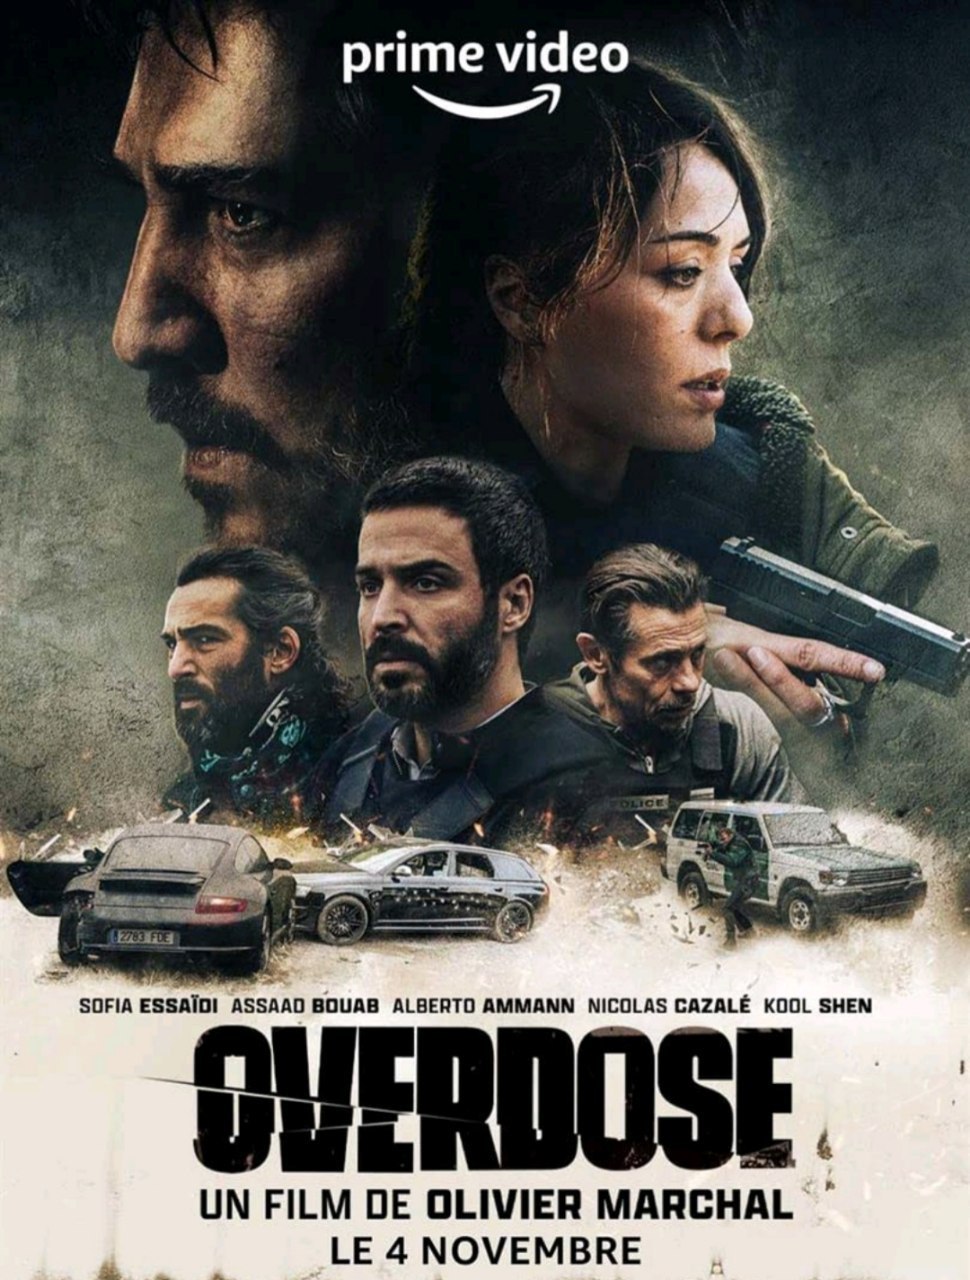 prime video
POLICE
2783 FDE
SOFIA ESSAÏDI ASSAAD BOUAB ALBERTO AMMANN NICOLAS CAZALÉ KOOL SHEN
OVERDOSE
UN FILM DE OLIVIER MARCHAL
LE 4 NOVEMBRE